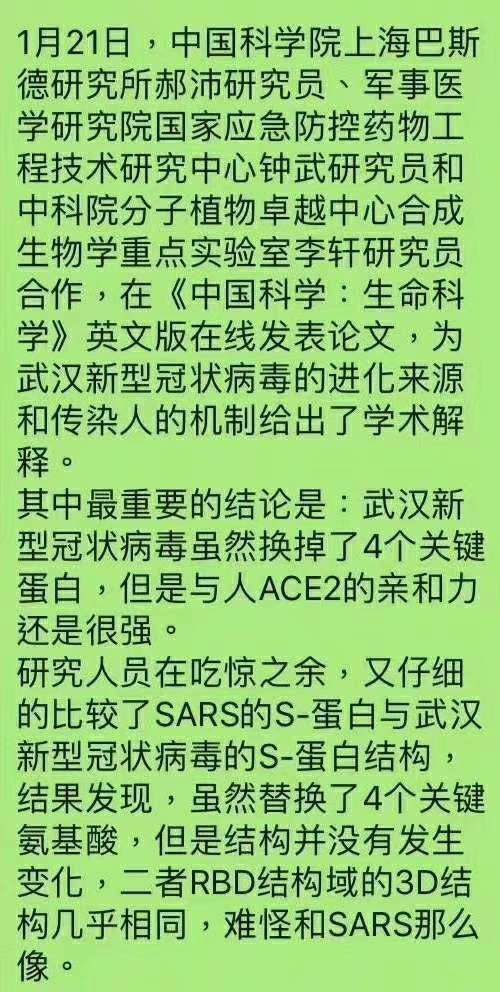 1月21日，中国科学院上海巴斯
德研究所郝沛研究员、军事医
学研究院国家应急防控药物工
程技术研究中心钟武研究员和
中科院分子植物卓越中心合成
生物学重点实验室李轩研究员
合作，在《中国科学：生命科
学》英文版在线发表论文，为
武汉新型冠状病毒的进化来源
和传染人的机制给出了学术解
释。
其中最重要的结论是：武汉新
型冠状病毒虽然换掉了4个关键
蛋白，但是与人ACE2的亲和力
还是很强。
研究人员在吃惊之余，又仔细
的比较了SARS的S-蛋白与武汉
新型冠状病毒的S-蛋白结构，
结果发现，虽然替换了4个关键
氨基酸，但是结构并没有发生
变化，二者RBD结构域的3D结
构几乎相同，难怪和SARS那么
像。